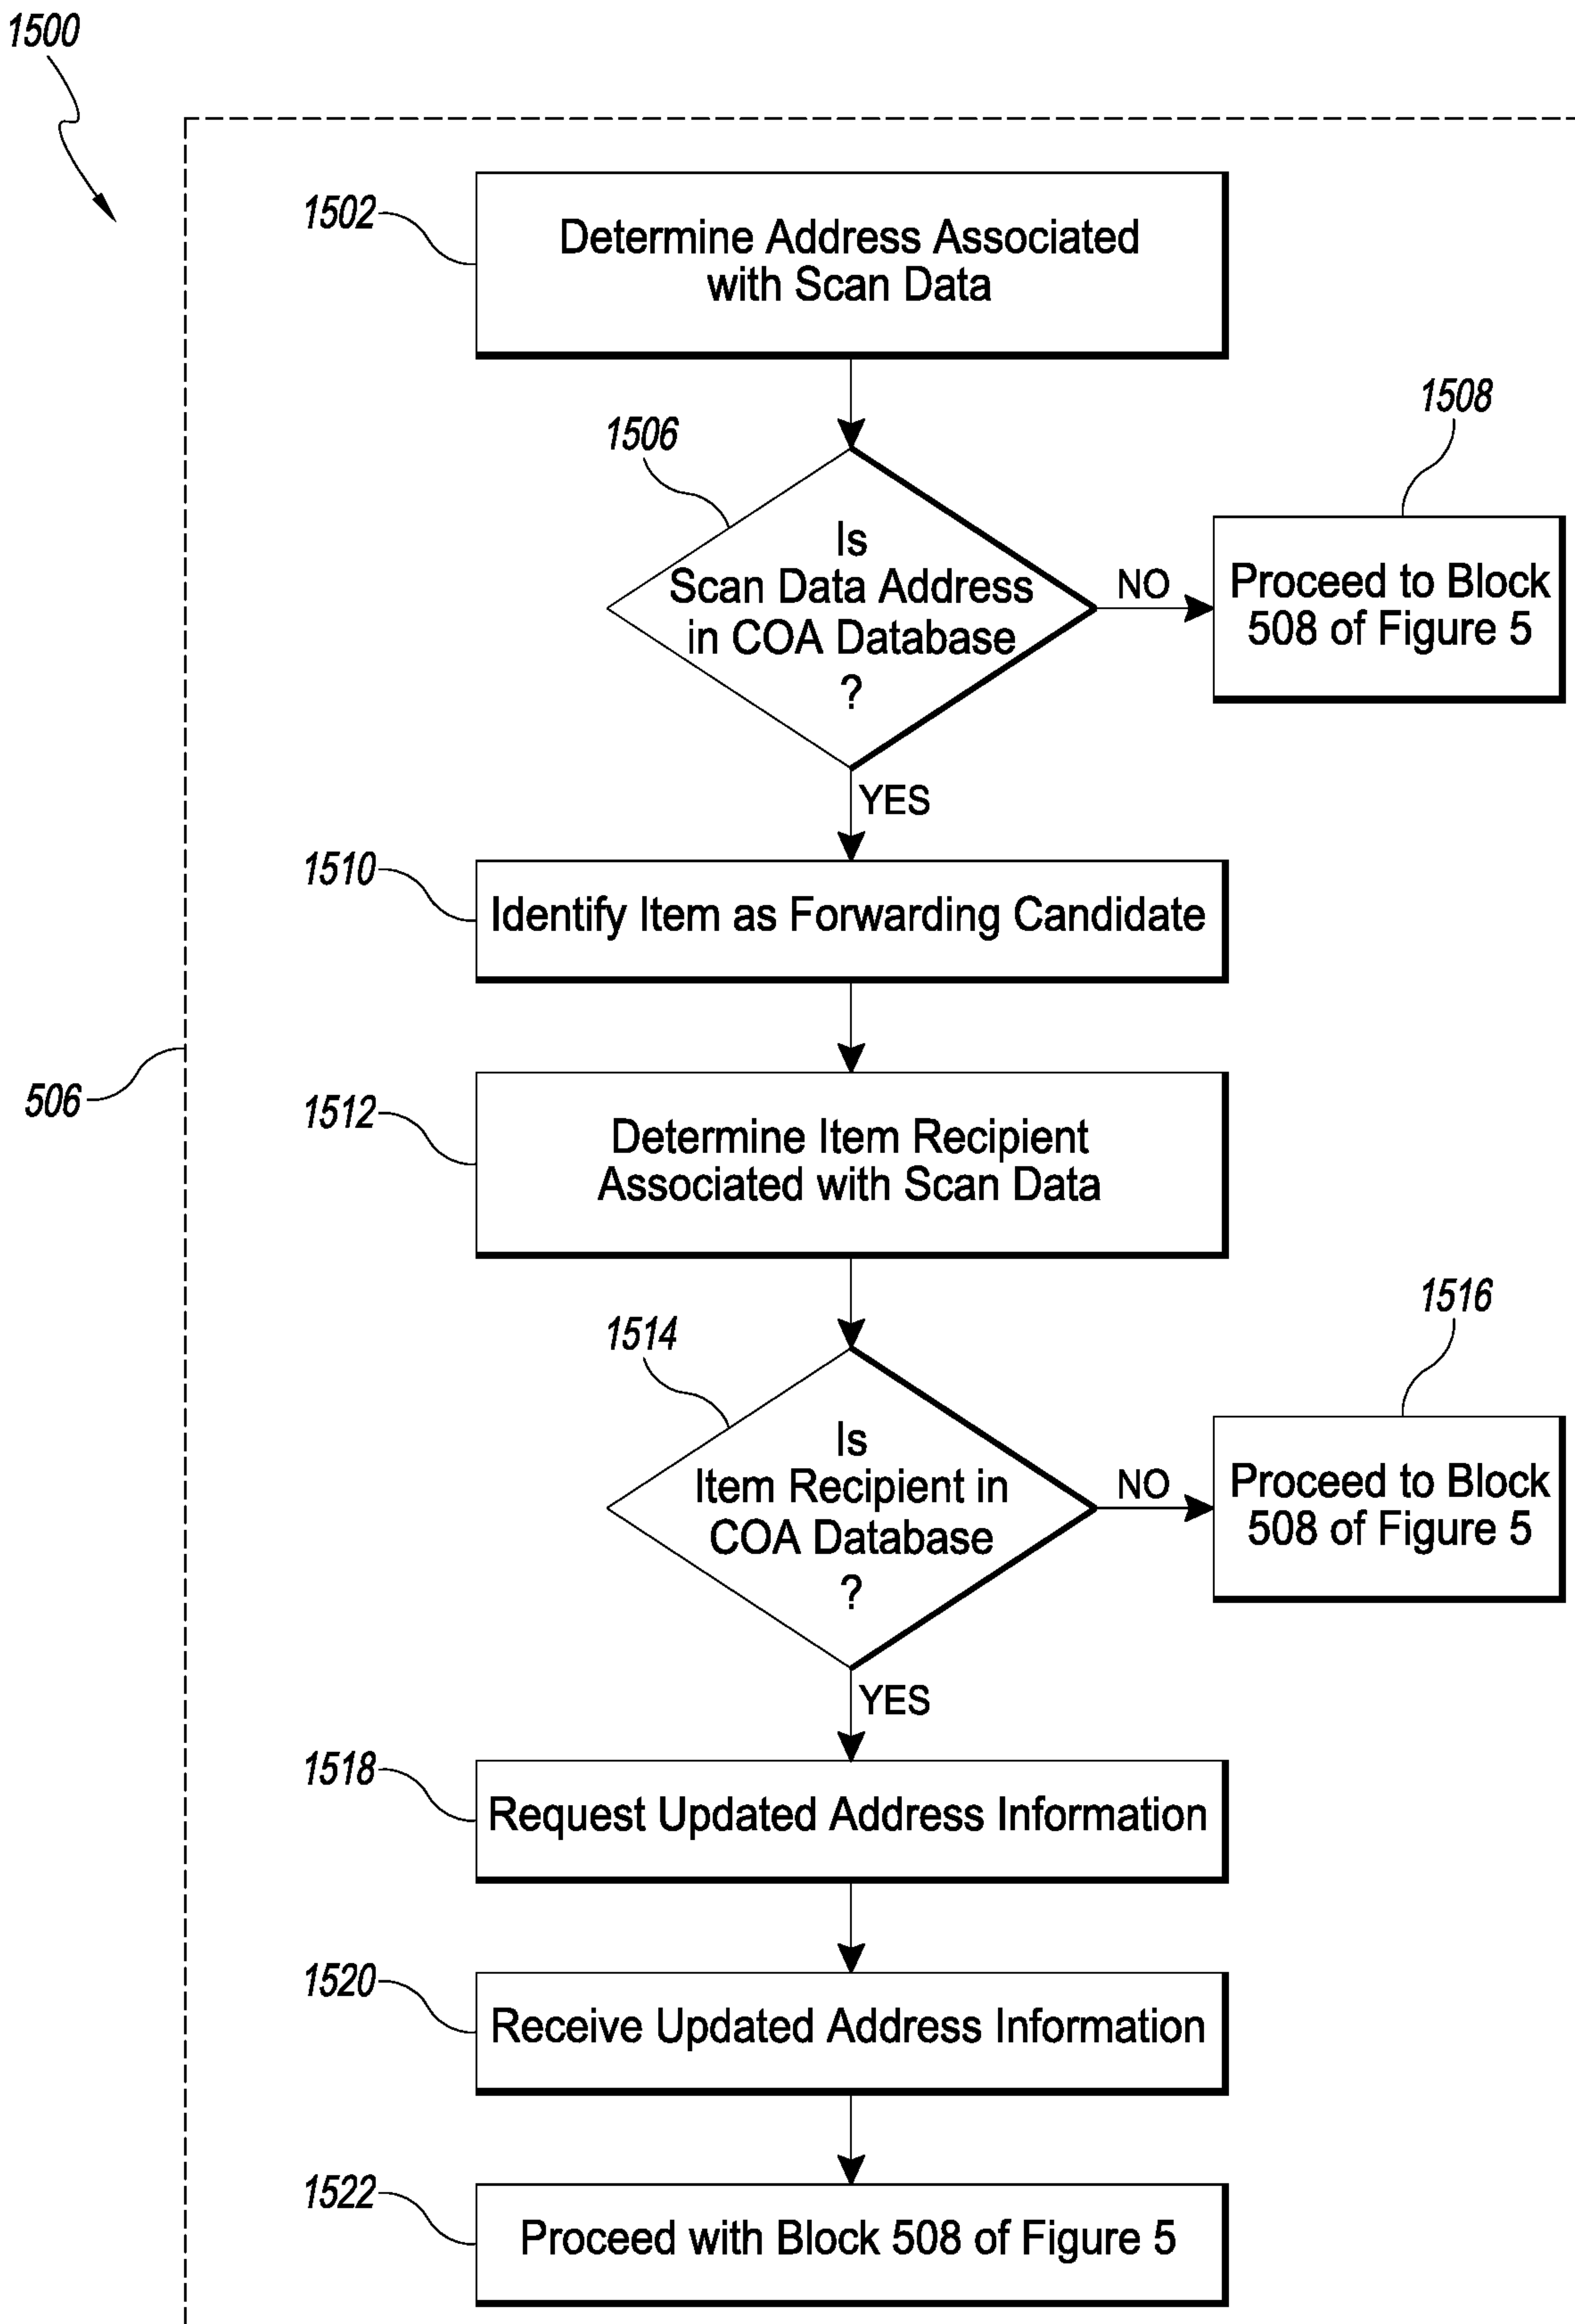 1500
1502
Determine Address Associated
with Scan Data
1506
Is
Scan Data Address
in COA Database
?
NO
1508
Proceed to Block
508 of Figure 5
YES
1510
Identify Item as Forwarding Candidate
506
1512
Determine Item Recipient
Associated with Scan Data
1514
Is
Item Recipient in
COA Database
?
NO
1516
Proceed to Block
508 of Figure 5
YES
1518
Request Updated Address Information
1520
Receive Updated Address Information
1522
Proceed with Block 508 of Figure 5